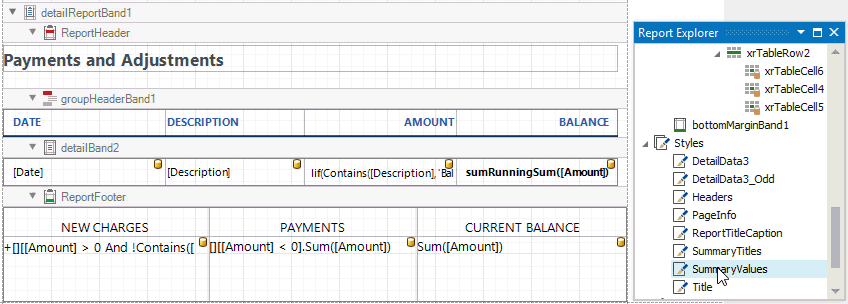 detailReportBand1
ReportHeader
Payments and Adjustments
groupHeaderBand1
DATE DESCRIPTION AMOUNT BALANCE
detailBand2
[Date] [Description] Iif(Contains([Description], 'Bal sumRunningSum([Amount])
ReportFooter
NEW CHARGES PAYMENTS CURRENT BALANCE
+[][[Amount] > 0 And !Contains([ [][[Amount] < 0].Sum([Amount]) Sum([Amount])
Report Explorer
xrTableRow2
xrTableCell6
xrTableCell4
xrTableCell5
bottomMarginBand1
Styles
DetailData3
DetailData3_Odd
Headers
PageInfo
ReportTitleCaption
SummaryTitles
SummaryValues
Title